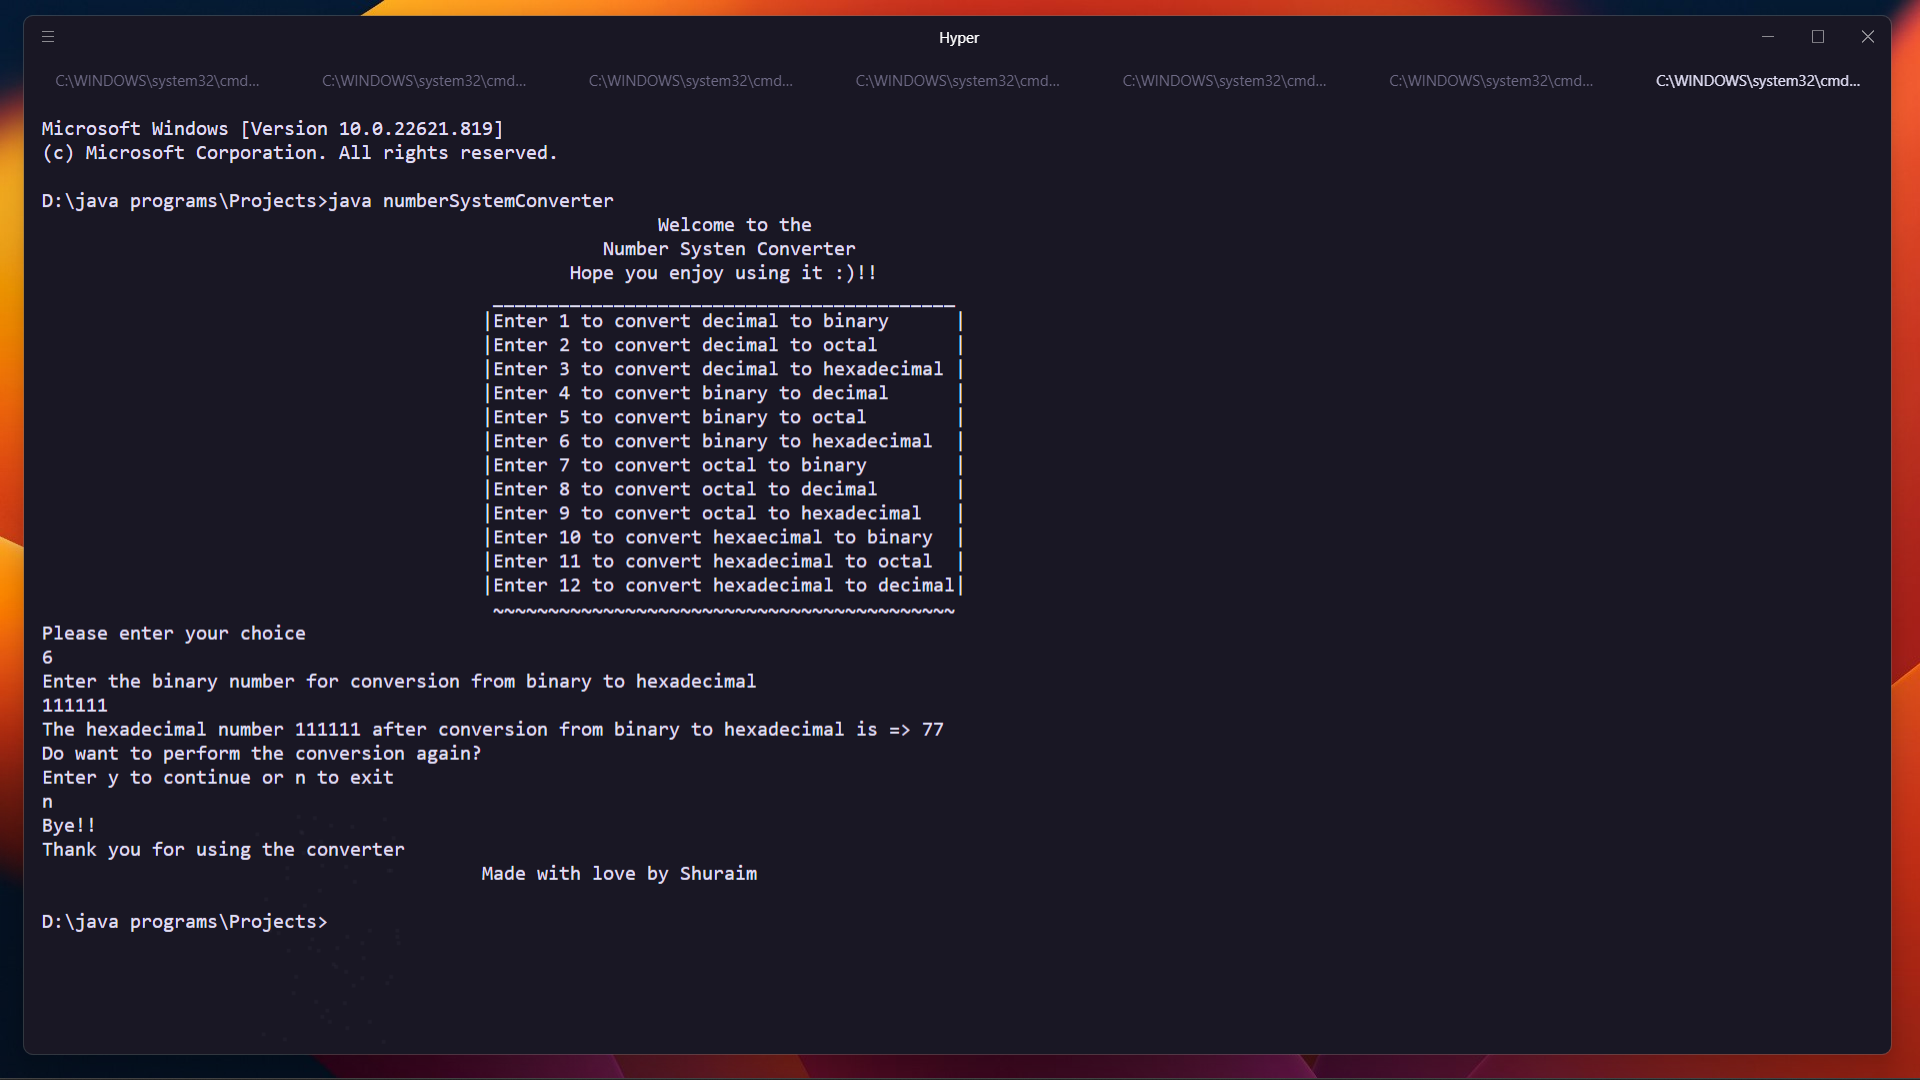 Hyper
C:\WINDOWS\system32\cmd... C:\WINDOWS\system32\cmd... C:\WINDOWS\system32\cmd... C:\WINDOWS\system32\cmd... C:\WINDOWS\system32\cmd... C:\WINDOWS\system32\cmd... C:\WINDOWS\system32\cmd...
Microsoft Windows [Version 10.0.22621.819]
(c) Microsoft Corporation. All rights reserved.
D:\java programs\Projects>java numberSystemConverter
Welcome to the
Number Systen Converter
Hope you enjoy using it :)!!
__________________________________________
|Enter 1 to convert decimal to binary |
|Enter 2 to convert decimal to octal |
|Enter 3 to convert decimal to hexadecimal |
|Enter 4 to convert binary to decimal |
|Enter 5 to convert binary to octal |
|Enter 6 to convert binary to hexadecimal |
|Enter 7 to convert octal to binary |
|Enter 8 to convert octal to decimal |
|Enter 9 to convert octal to hexadecimal |
|Enter 10 to convert hexaecimal to binary |
|Enter 11 to convert hexadecimal to octal |
|Enter 12 to convert hexadecimal to decimal|
~~~~~~~~~~~~~~~~~~~~~~~~~~~~~~~~~~~~~~~~~~
Please enter your choice
6
Enter the binary number for conversion from binary to hexadecimal
111111
The hexadecimal number 111111 after conversion from binary to hexadecimal is => 77
Do want to perform the conversion again?
Enter y to continue or n to exit
n
Bye!!
Thank you for using the converter
Made with love by Shuraim
D:\java programs\Projects>